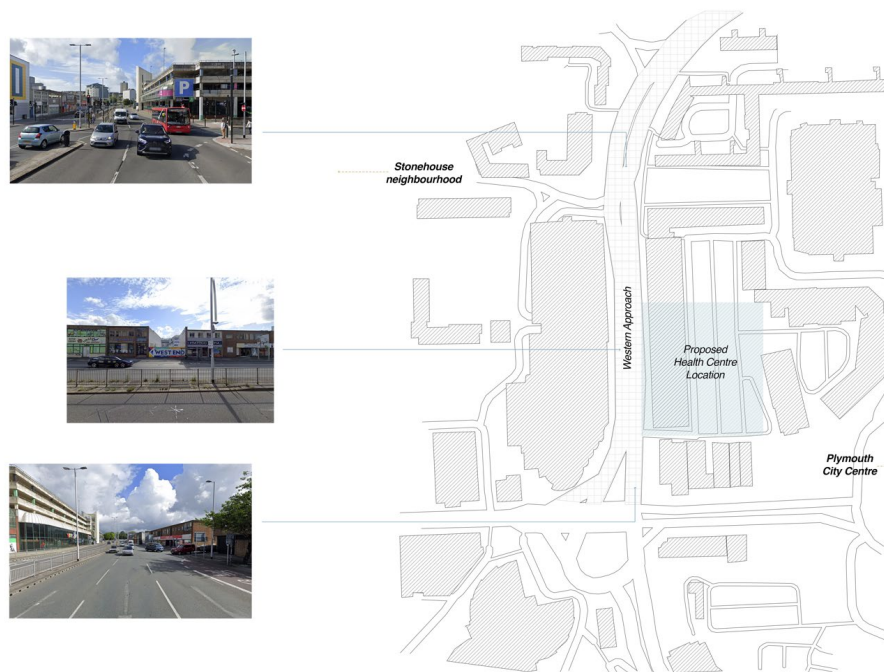 P
Stonehouse
neighbourhood
Western Approach
WEST END
Proposed
Health Centre
Location
Plymouth
City Centre